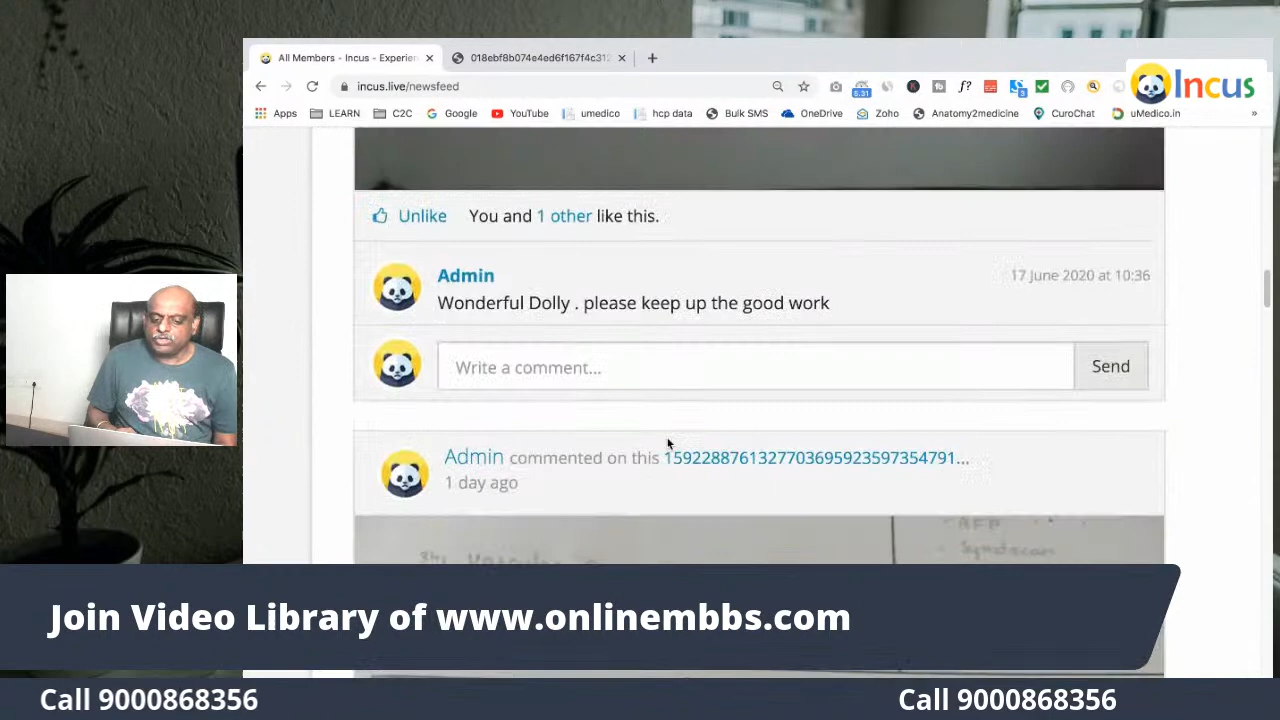 All Members - Incus - Experien
018ebf8b074e4ed6f167f4c312
incus.live/newsfeed
Incus
Apps LEARN C2C Google YouTube umedico hcp data Bulk SMS OneDrive Zoho Anatomy2medicine CuroChat uMedico.in »
Unlike You and 1 other like this.
Admin 17 June 2020 at 10:36
Wonderful Dolly . please keep up the good work
Write a comment... Send
Admin commented on this 1592288761327703695923597354791...
1 day ago
AFP
Join Video Library of www.onlinembbs.com
Call 9000868356 Call 9000868356